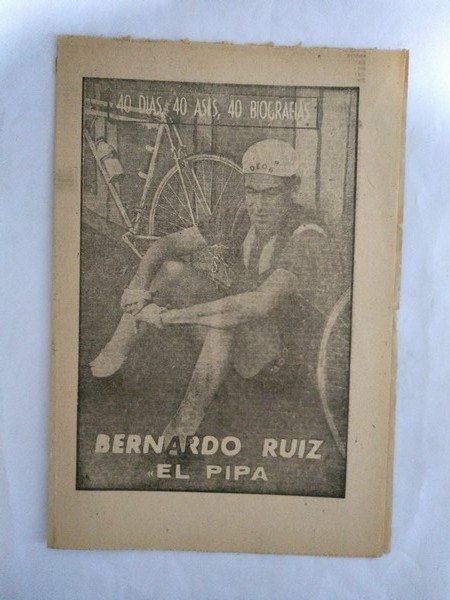 40 DIAS, 40 ASES, 40 BIOGRAFIAS
BERNARDO RUIZ
«EL PIPA